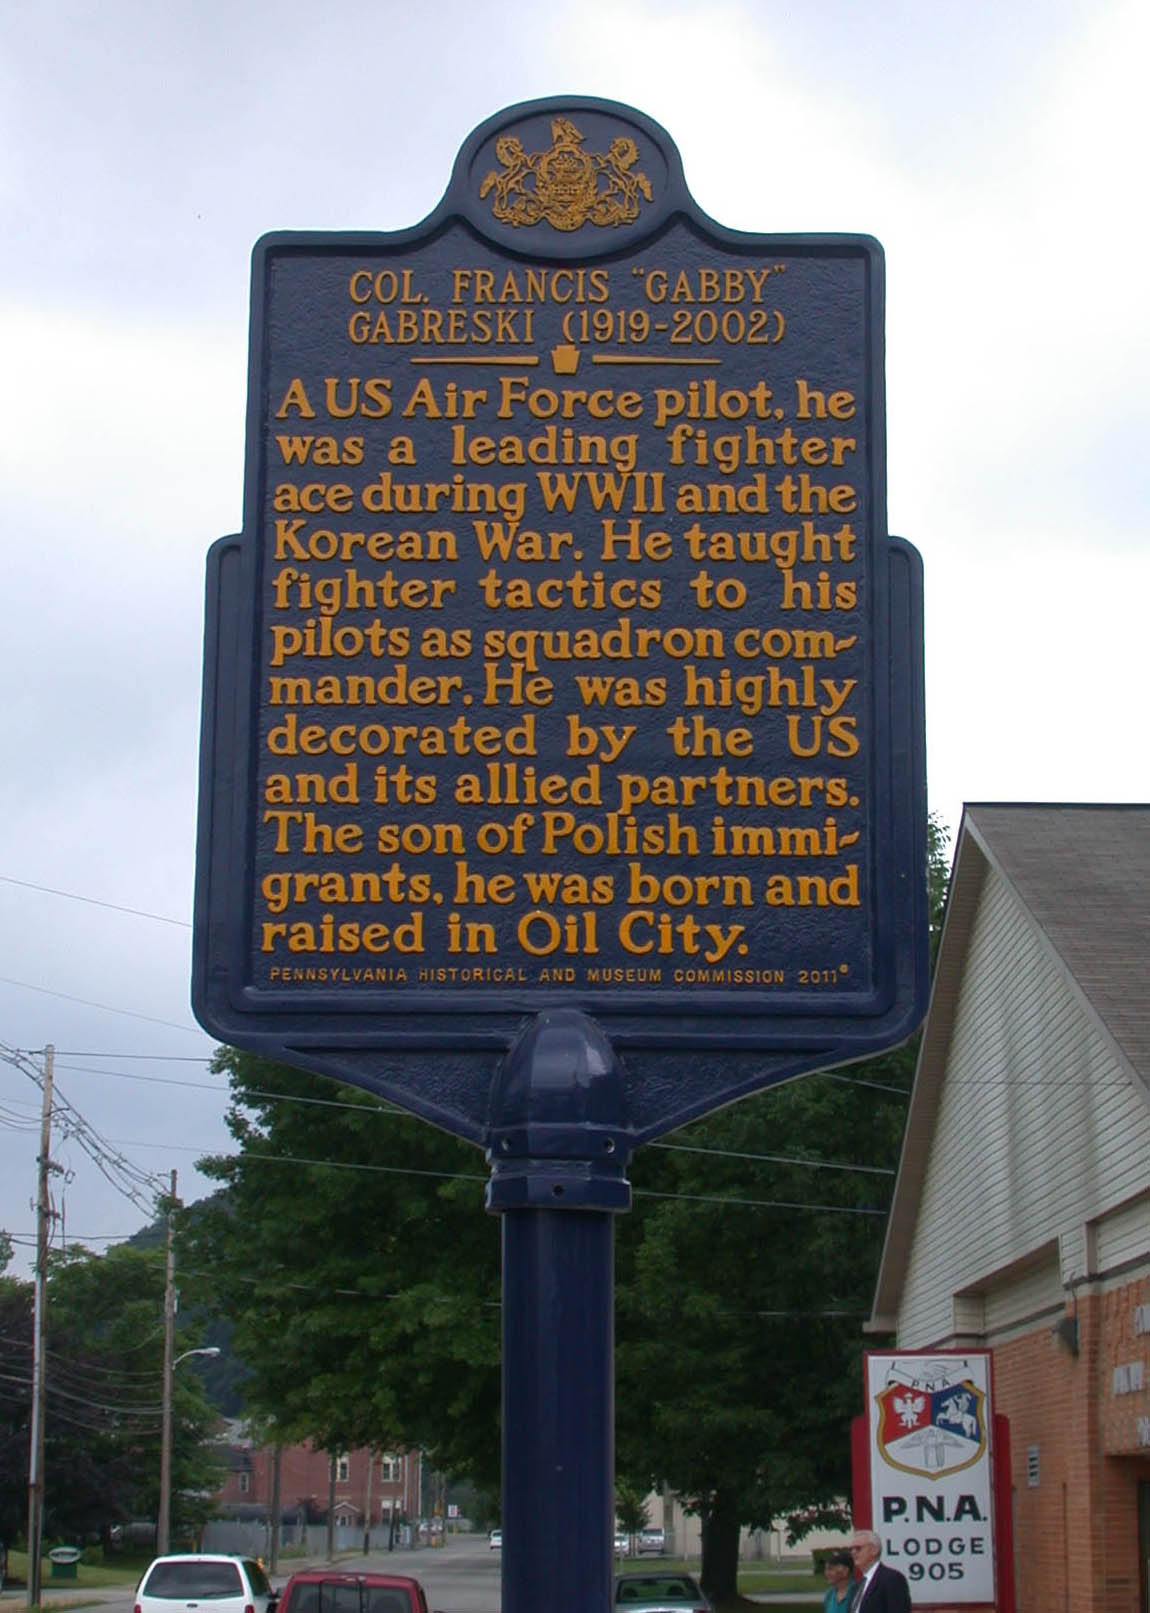 COL. FRANCIS "GABBY"
GABRESKI (1919-2002)
A US Air Force pilot, he
was a leading fighter
ace during WWII and the
Korean War. He taught
fighter tactics to his
pilots as squadron com-
mander. He was highly
decorated by the US
and its allied partners.
The son of Polish immi-
grants, he was born and
raised in Oil City.
PENNSYLVANIA HISTORICAL AND MUSEUM COMMISSION 2011
PNA
P.N.A.
LODGE
905